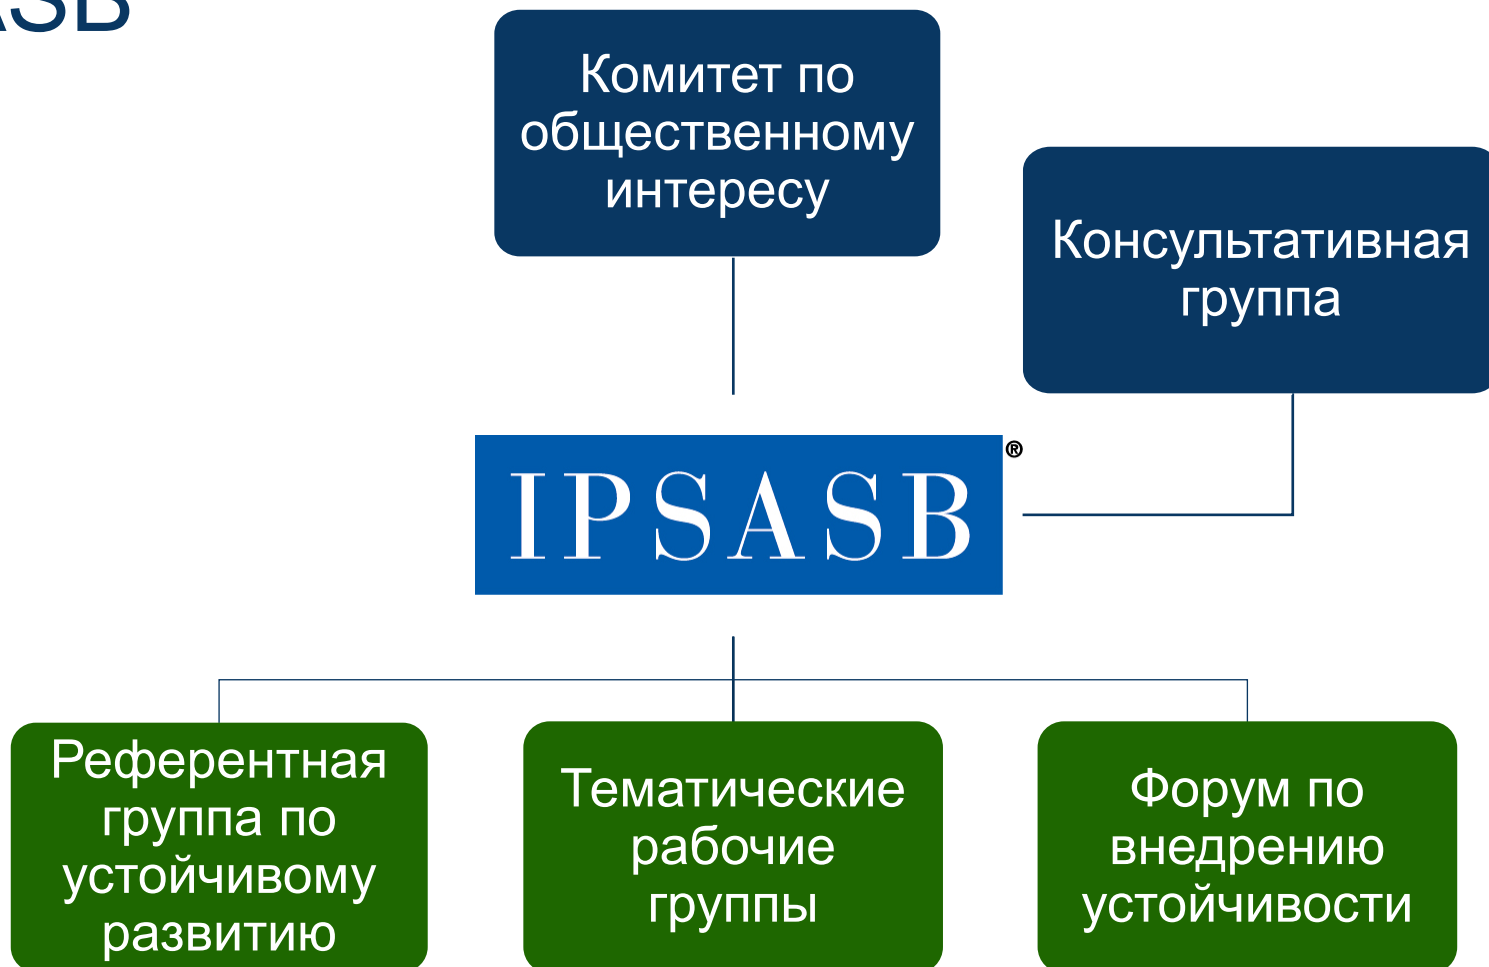 ASB
Комитет по
общественному
интересу
Консультативная
группа
IPSASB®
Референтная
группа по
устойчивому
развитию
Тематические
рабочие
группы
Форум по
внедрению
устойчивости